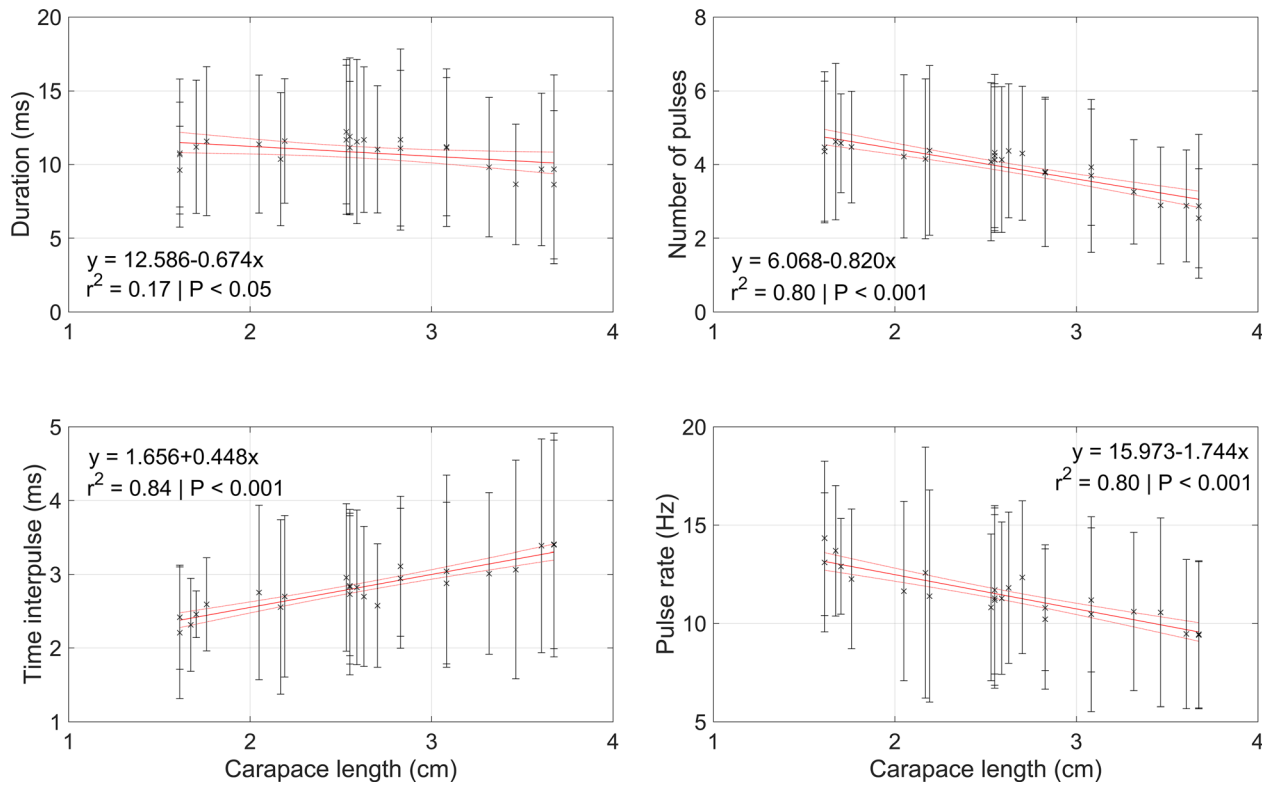 20
15
10
5
0
Duration (ms)
y = 12.586-0.674x
r² = 0.17 | P < 0.05
1 2 3 4
8
6
4
2
0
Number of pulses
y = 6.068-0.820x
r² = 0.80 | P < 0.001
1 2 3 4
5
4
3
2
1
Time interpulse (ms)
y = 1.656+0.448x
r² = 0.84 | P < 0.001
1 2 3 4
Carapace length (cm)
20
15
10
5
Pulse rate (Hz)
y = 15.973-1.744x
r² = 0.80 | P < 0.001
1 2 3 4
Carapace length (cm)